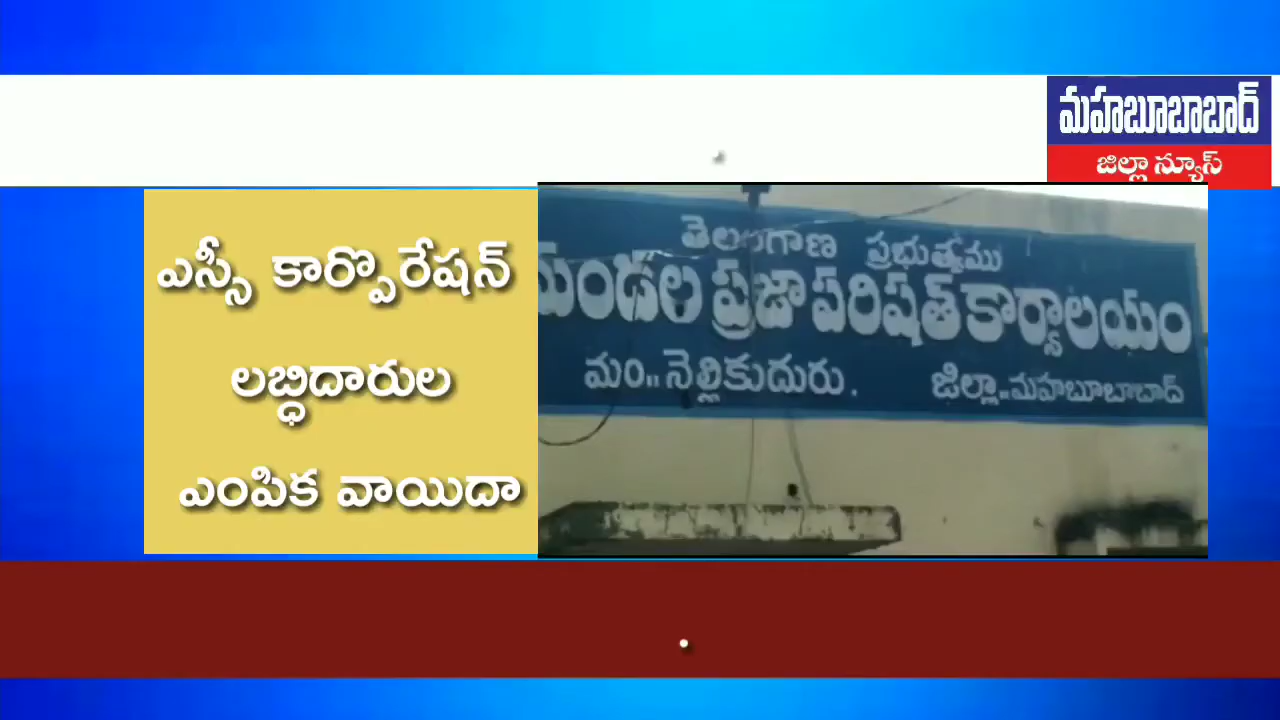 మహబూబాబాద్
జిల్లా న్యూస్
ఎస్సీ కార్పొరేషన్
లబ్ధిదారుల
ఎంపిక వాయిదా
తెలంగాణ ప్రభుత్వము
మండల ప్రజా పరిషత్ కార్యాలయం
మం.. నెల్లికుదురు. జిల్లా..మహబూబాబాద్